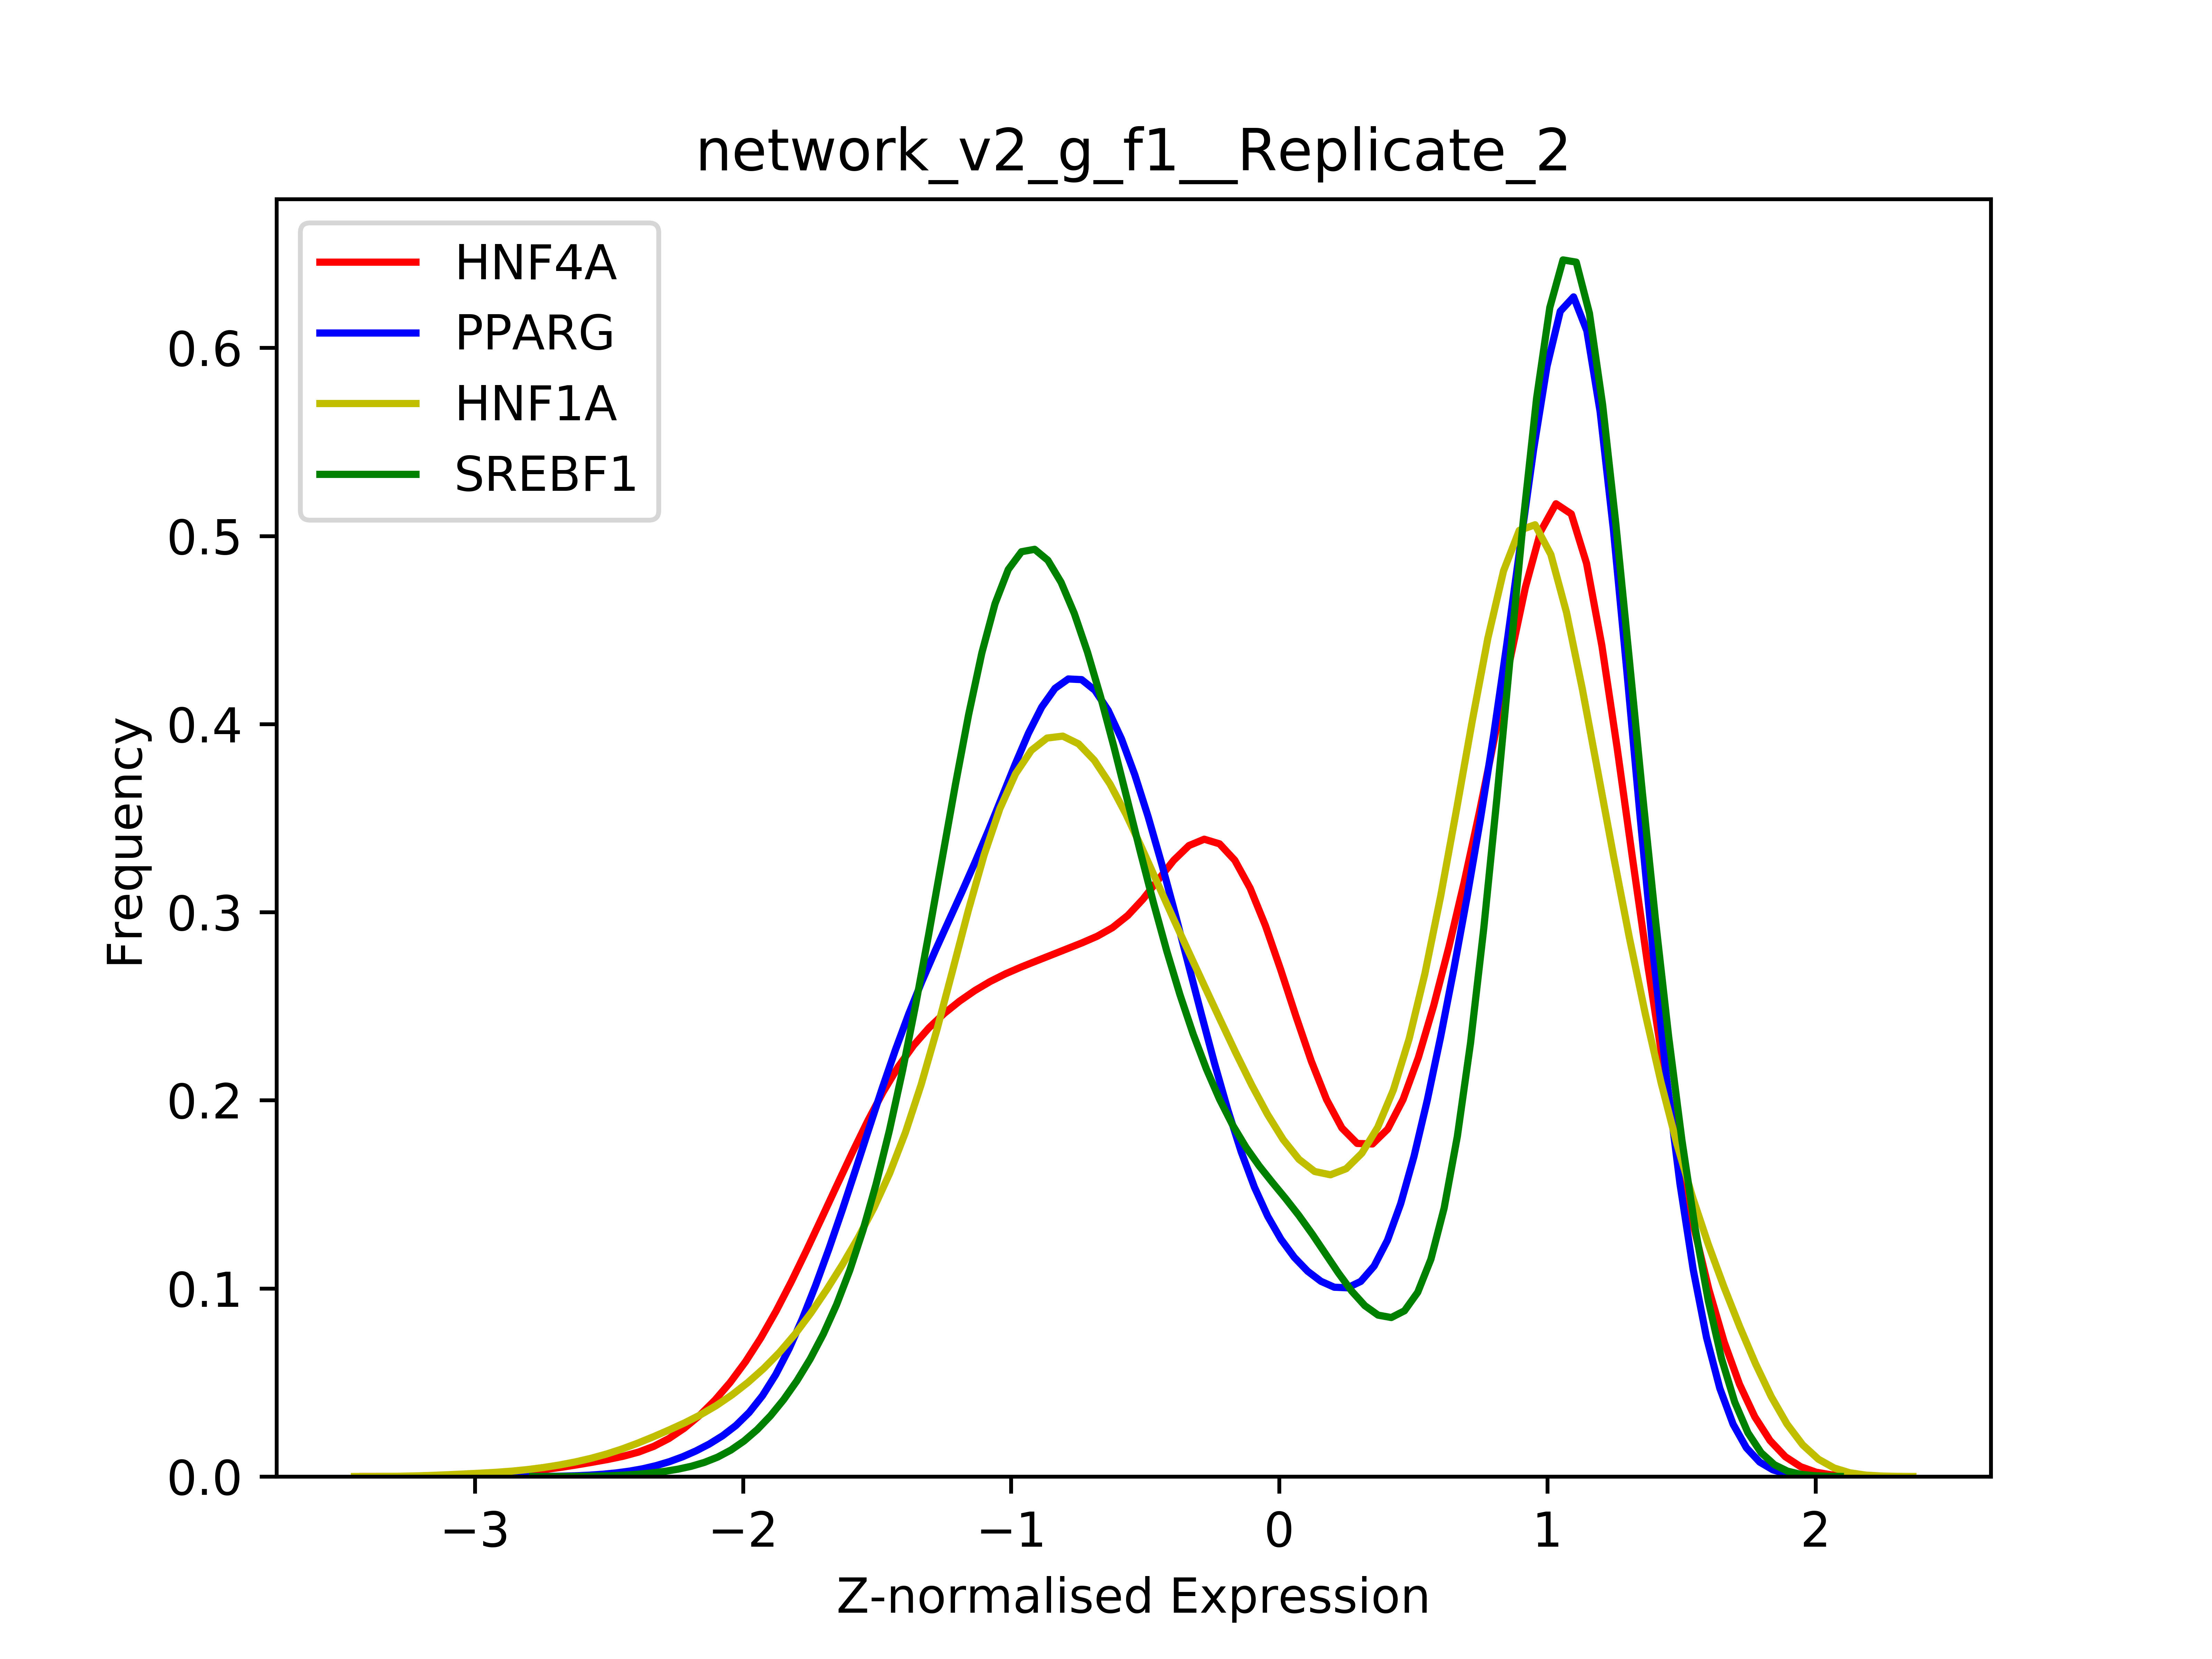 network_v2_g_f1__Replicate_2
HNF4A
PPARG
HNF1A
SREBF1
Frequency
0.6
0.5
0.4
0.3
0.2
0.1
0.0
−3 −2 −1 0 1 2
Z-normalised Expression